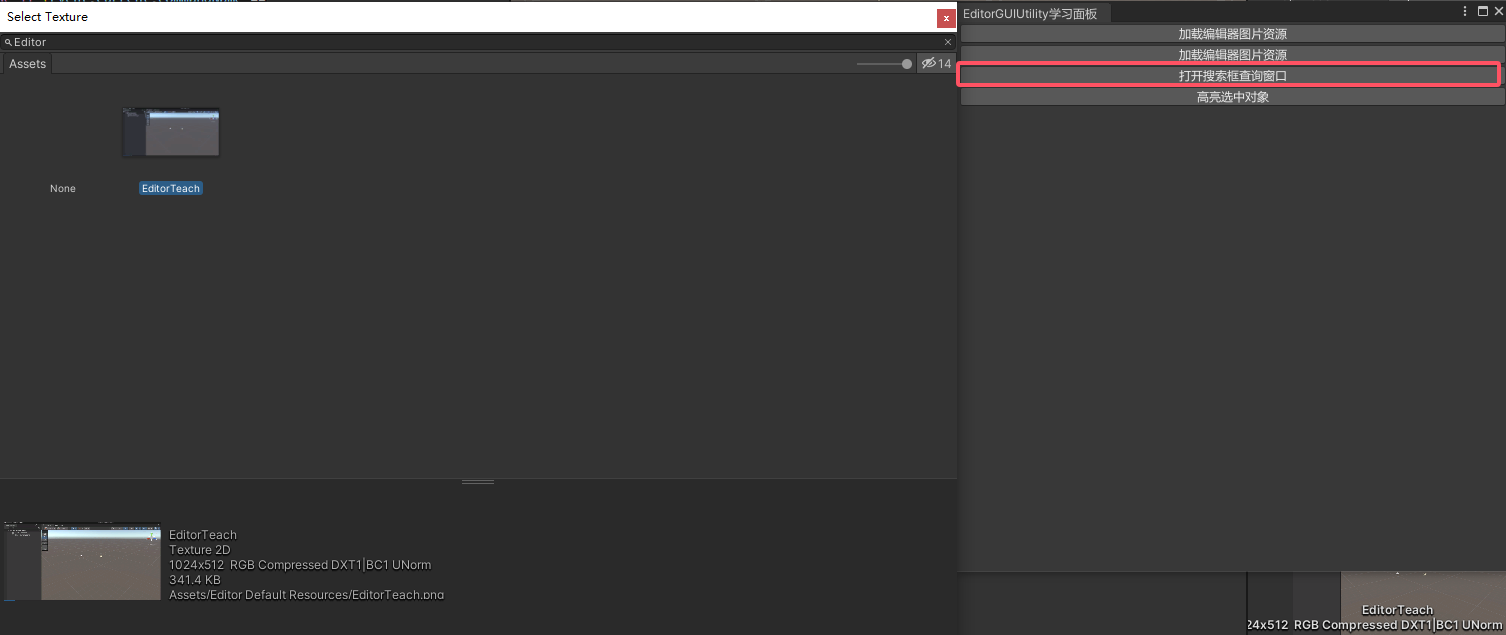 Select Texture
x
EditorGUIUtility学习面板
Editor
加载编辑器图片资源
加载编辑器图片资源
Assets
14
打开搜索框查询窗口
高亮选中对象
None
EditorTeach
EditorTeach
Texture 2D
1024x512 RGB Compressed DXT1|BC1 UNorm
341.4 KB
Assets/Editor Default Resources/EditorTeach.png
EditorTeach
24x512 RGB Compressed DXT1|BC1 UNorm